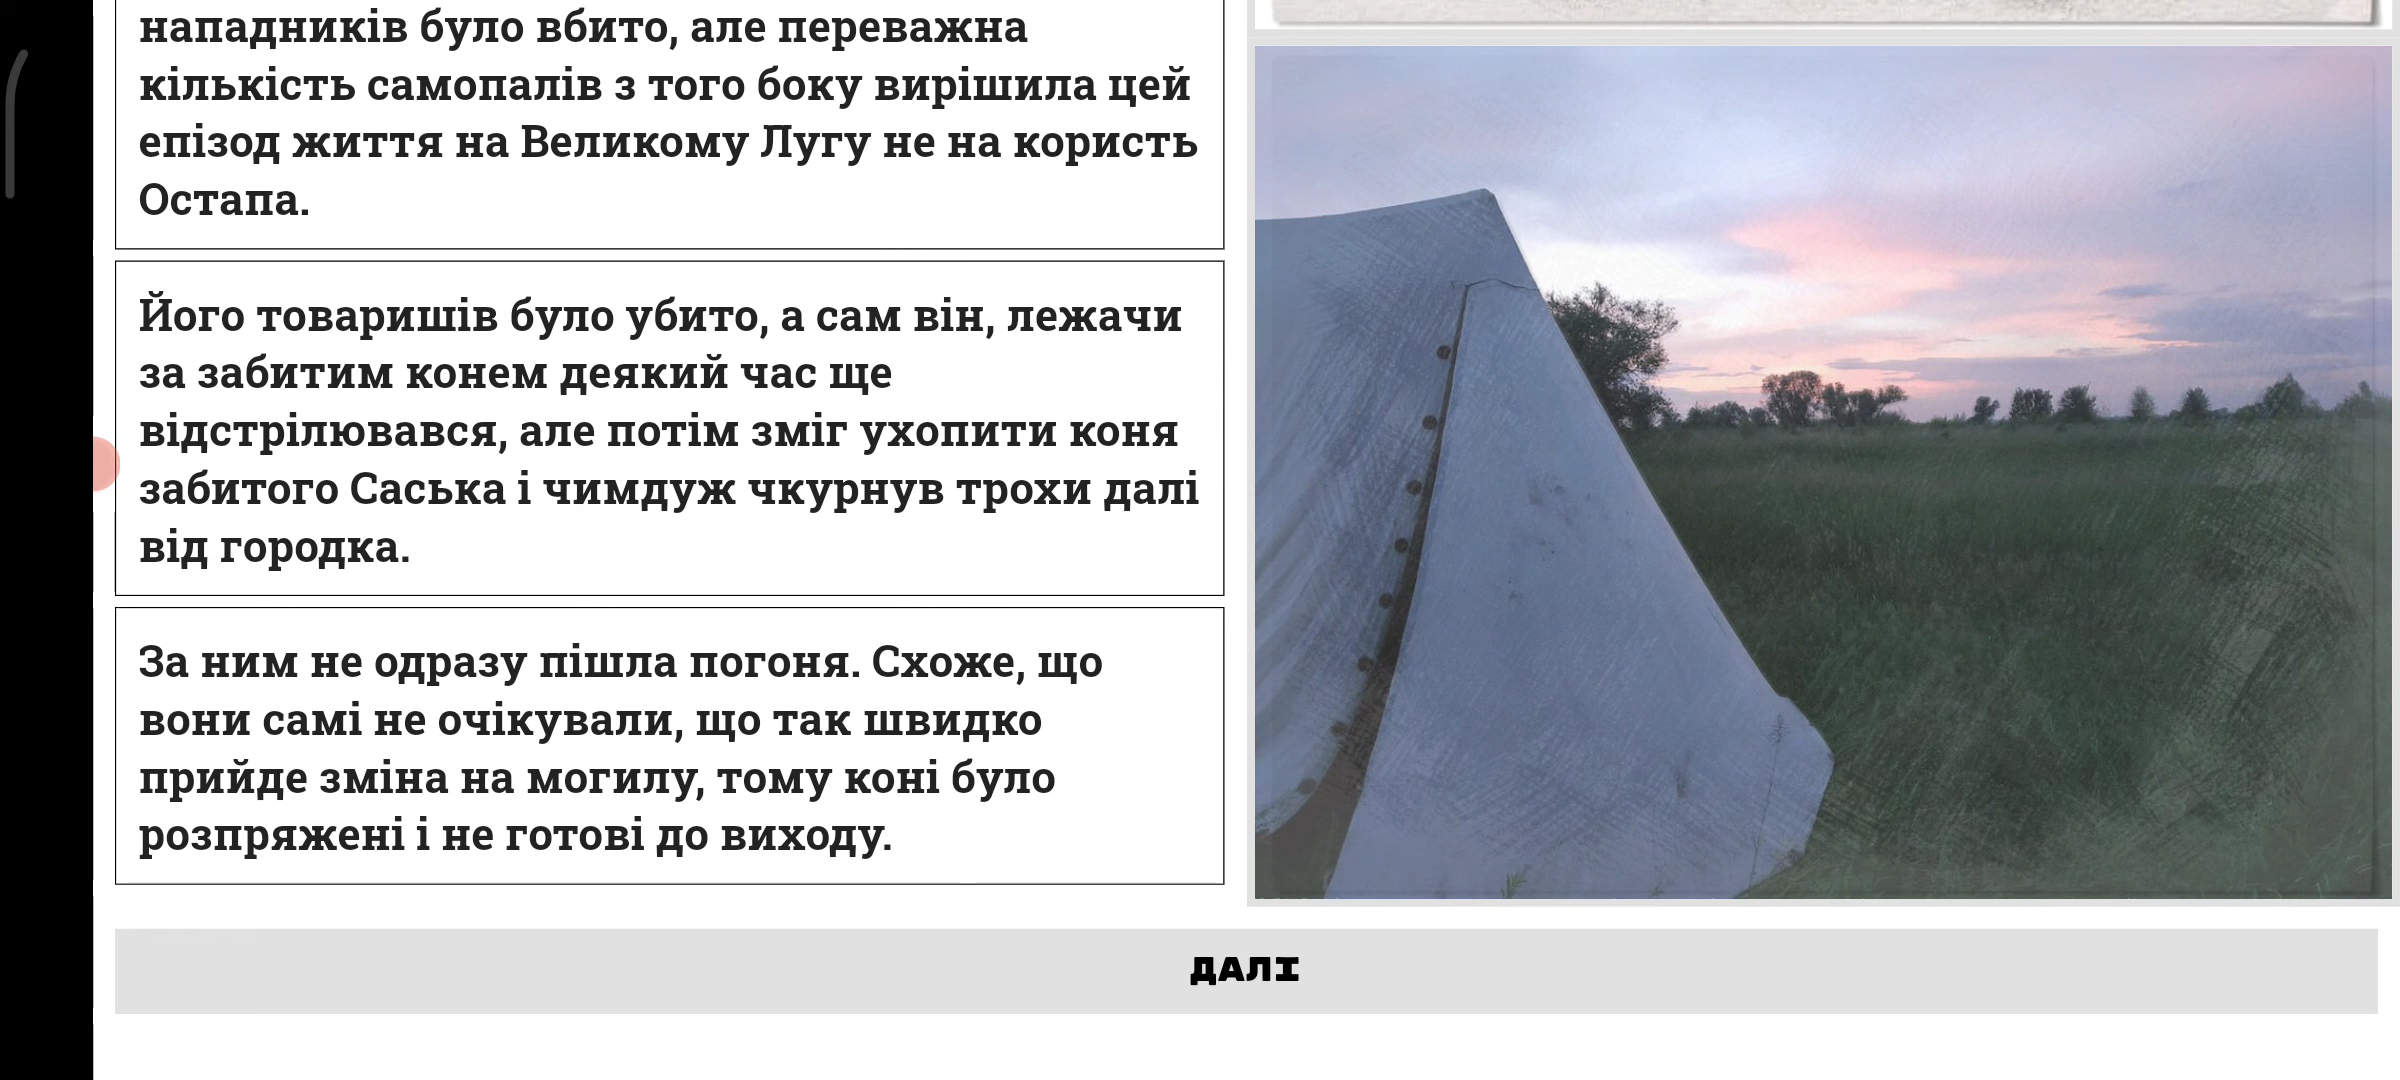 нападників було вбито, але переважна
кількість самопалів з того боку вирішила цей
епізод життя на Великому Лугу не на користь
Остапа.
Його товаришів було убито, а сам він, лежачи
за забитим конем деякий час ще
відстрілювався, але потім зміг ухопити коня
забитого Саська і чимдуж чкурнув трохи далі
від городка.
За ним не одразу пішла погоня. Схоже, що
вони самі не очікували, що так швидко
прийде зміна на могилу, тому коні було
розпряжені і не готові до виходу.
ДАЛІ